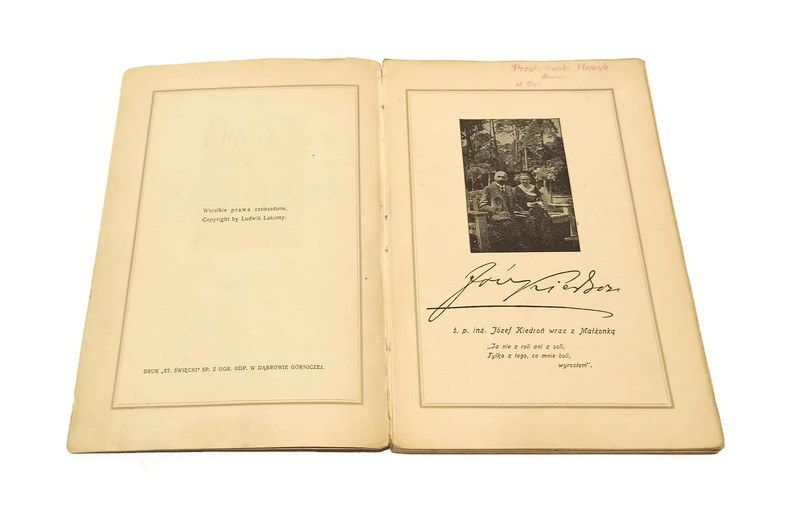 Wszelkie prawa zastrzeżone.
Copyright by Ludwik Łakomy.
DRUK „ST. ŚWIĘCKI" SP. Z OGR. ODP. W DĄBROWIE GÓRNICZEJ.
Henryk
ś. p. inż. Józef Kiedroń wraz z Małżonką
„Ja nie z roli ani z soli,
Tylko z tego, co mnie boli,
wyrosłem".